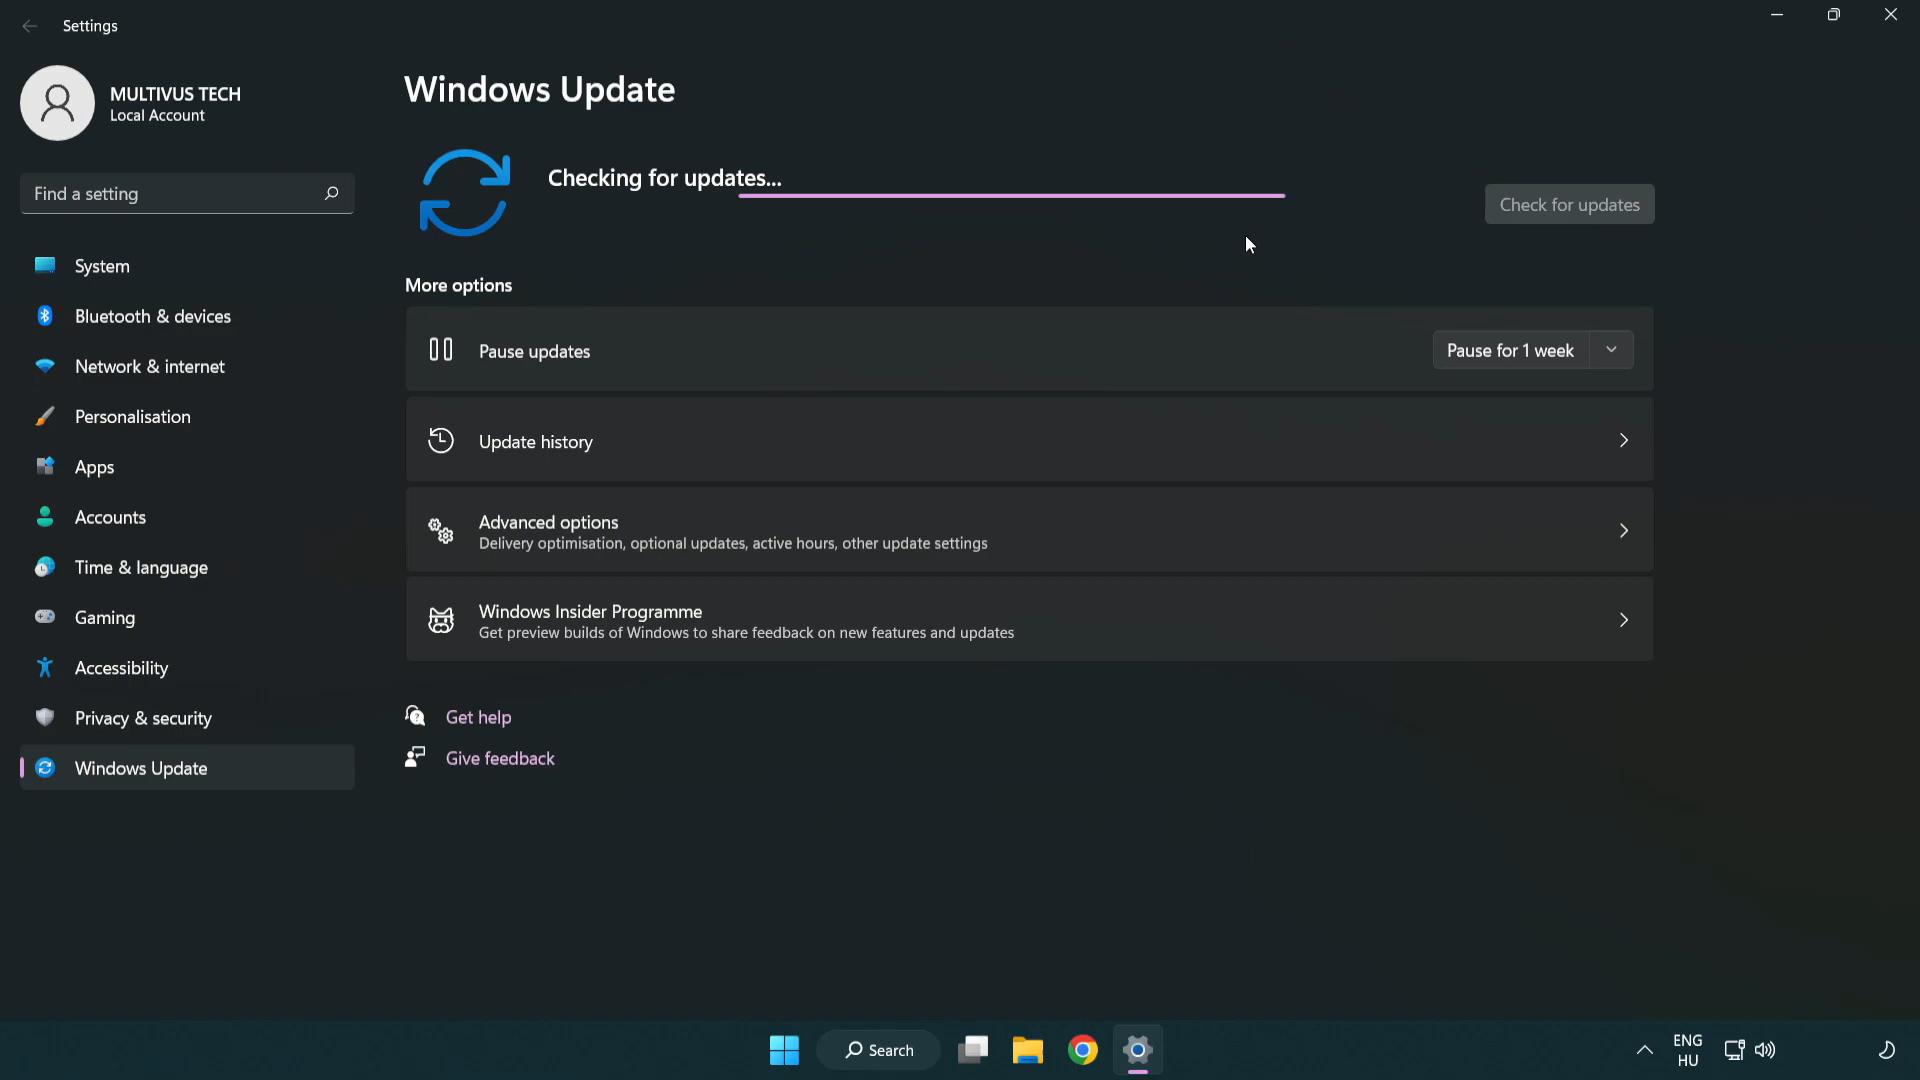 Settings
MULTIVUS TECH
Local Account
Find a setting
System
Bluetooth & devices
Network & internet
Personalisation
Apps
Accounts
Time & language
Gaming
Accessibility
Privacy & security
Windows Update
Windows Update
Checking for updates...
Check for updates
More options
Pause updates
Pause for 1 week
Update history
Advanced options
Delivery optimisation, optional updates, active hours, other update settings
Windows Insider Programme
Get preview builds of Windows to share feedback on new features and updates
Get help
Give feedback
Search
ENG
HU